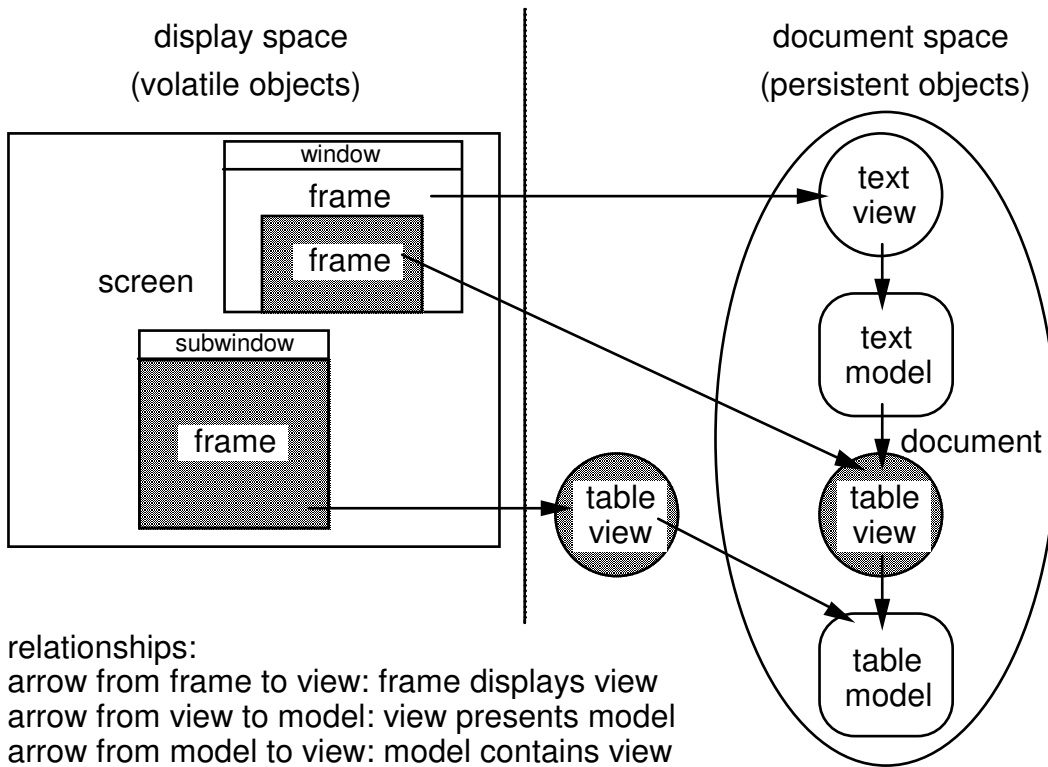 display space
(volatile objects)
document space
(persistent objects)
window
frame
frame
screen
subwindow
frame
text
view
text
model
document
table
view
table
view
table
model
relationships:
arrow from frame to view: frame displays view
arrow from view to model: view presents model
arrow from model to view: model contains view